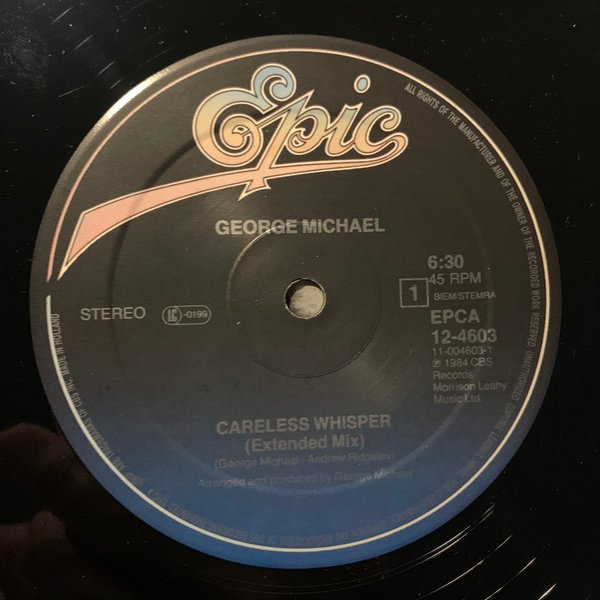 Epic
GEORGE MICHAEL
STEREO
LC-0199
1
6:30
45 RPM
BIEM/STEMRA
EPCA
12-4603
11-004603-1
℗ 1984 CBS
Records
Morrison Leahy
Music Ltd.
CARELESS WHISPER
(Extended Mix)
(George Michael - Andrew Ridgeley)
Arranged and produced by George Michael
ALL RIGHTS OF THE MANUFACTURER AND OF THE OWNER OF THE RECORDED WORK RESERVED
MADE IN HOLLAND